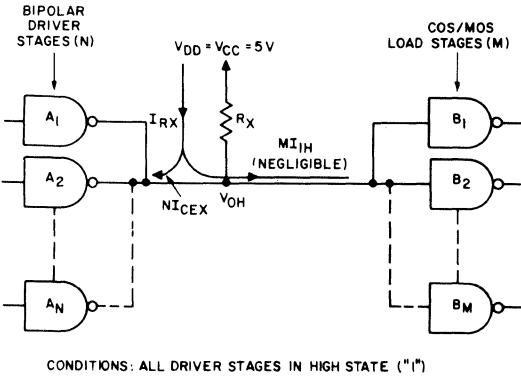 BIPOLAR
DRIVER
STAGES (N)
COS/MOS
LOAD STAGES (M)
VDD = VCC = 5V
A1
IRX
RX
B1
MIIH
(NEGLIGIBLE)
A2
B2
NICEX
VOH
AN
BM
CONDITIONS: ALL DRIVER STAGES IN HIGH STATE ("1")